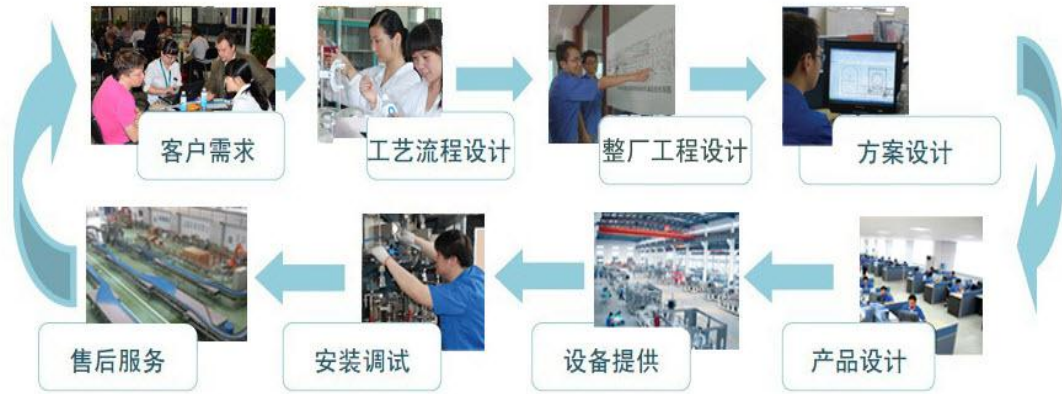 客户需求
工艺流程设计
整厂工程设计
方案设计
产品设计
设备提供
安装调试
售后服务